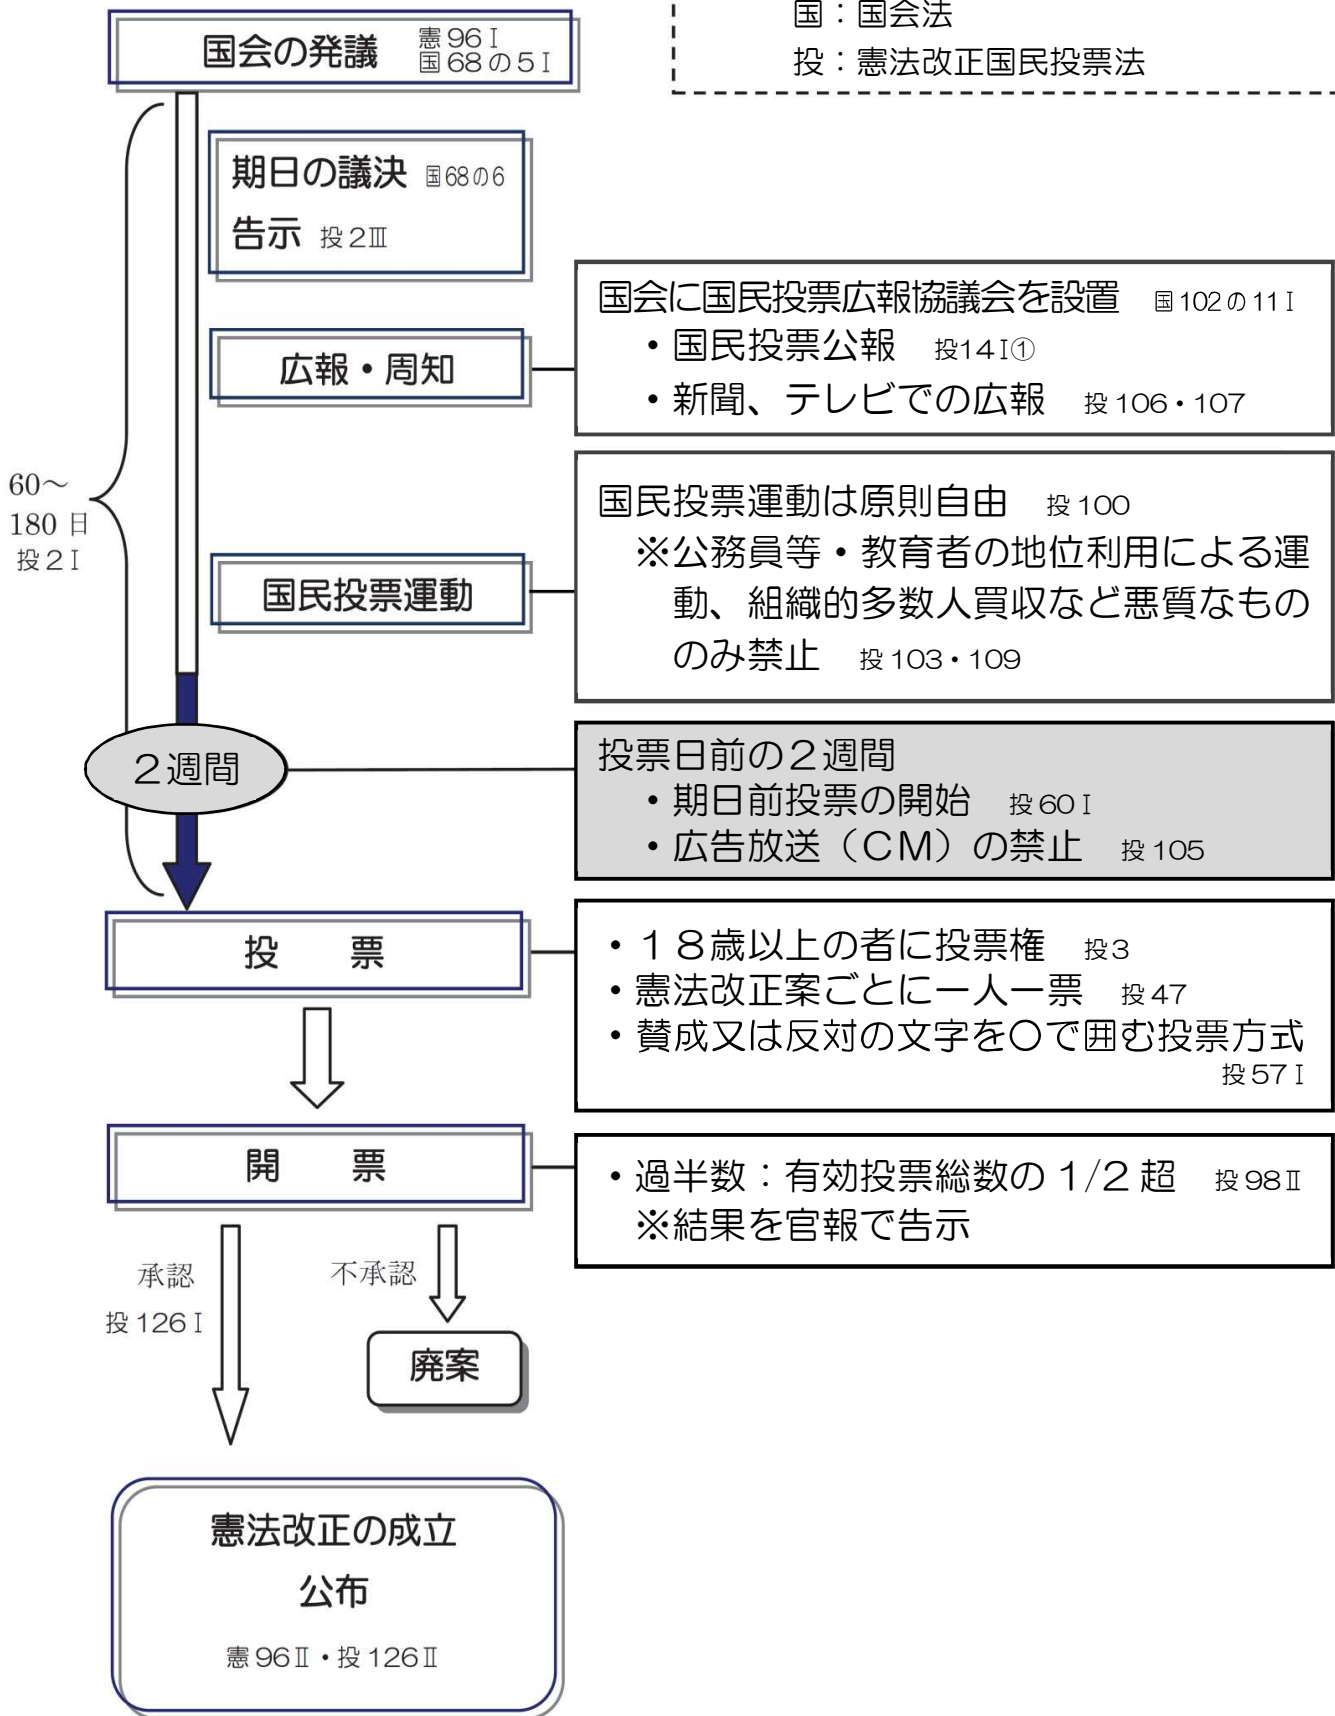 国：国会法
投：憲法改正国民投票法
国会の発議 憲96Ⅰ
国68の5Ⅰ
期日の議決 国68の6
告示 投2Ⅲ
広報・周知
国会に国民投票広報協議会を設置 国102の11Ⅰ
・国民投票公報 投14Ⅰ①
・新聞、テレビでの広報 投106・107
60～
180日
投2Ⅰ
国民投票運動
国民投票運動は原則自由 投100
※公務員等・教育者の地位利用による運
動、組織的多数人買収など悪質なもの
のみ禁止 投103・109
２週間
投票日前の２週間
・期日前投票の開始 投60Ⅰ
・広告放送（ＣＭ）の禁止 投105
投 票
・１８歳以上の者に投票権 投3
・憲法改正案ごとに一人一票 投47
・賛成又は反対の文字を〇で囲む投票方式
投57Ⅰ
開 票
・過半数：有効投票総数の1/2超 投98Ⅱ
※結果を官報で告示
承認
投126Ⅰ
不承認
廃案
憲法改正の成立
公布
憲96Ⅱ・投126Ⅱ